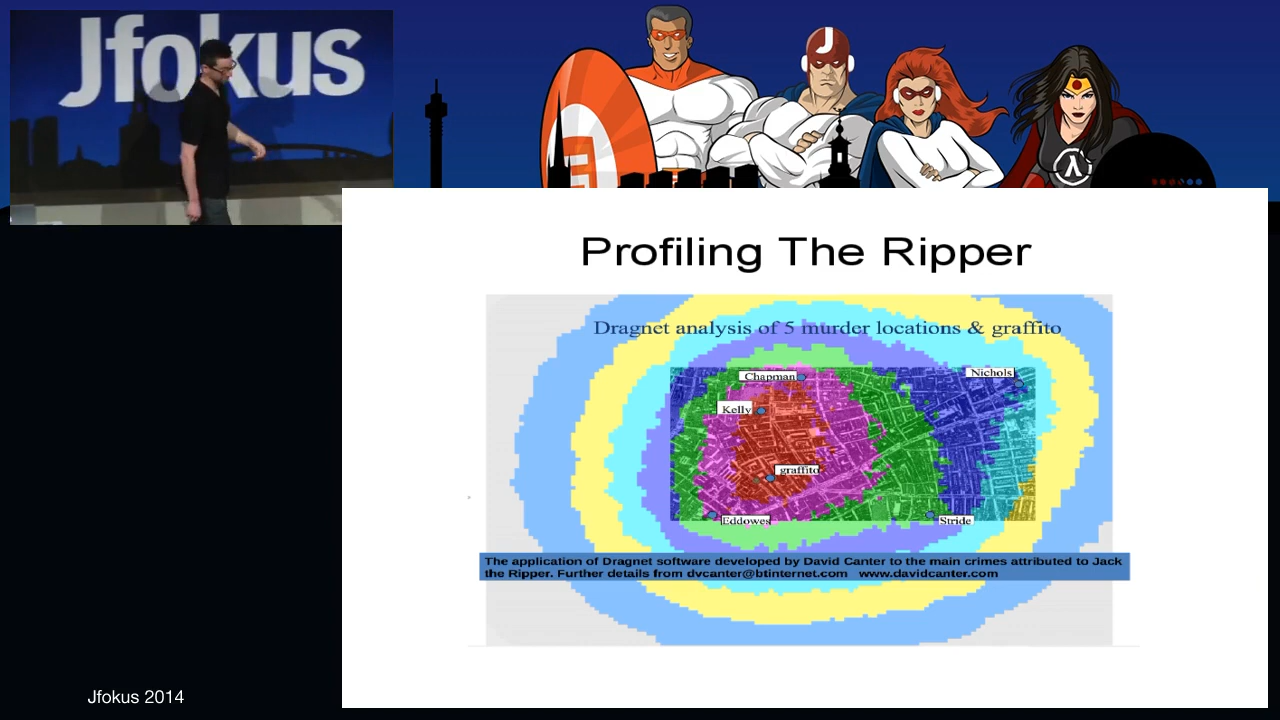 Jfokus
J
Profiling The Ripper
Dragnet analysis of 5 murder locations & graffito
Chapman
Nichols
Kelly
graffito
Eddowes
Stride
The application of Dragnet software developed by David Canter to the main crimes attributed to Jack
the Ripper. Further details from dvcanter@btinternet.com www.davidcanter.com
Jfokus 2014